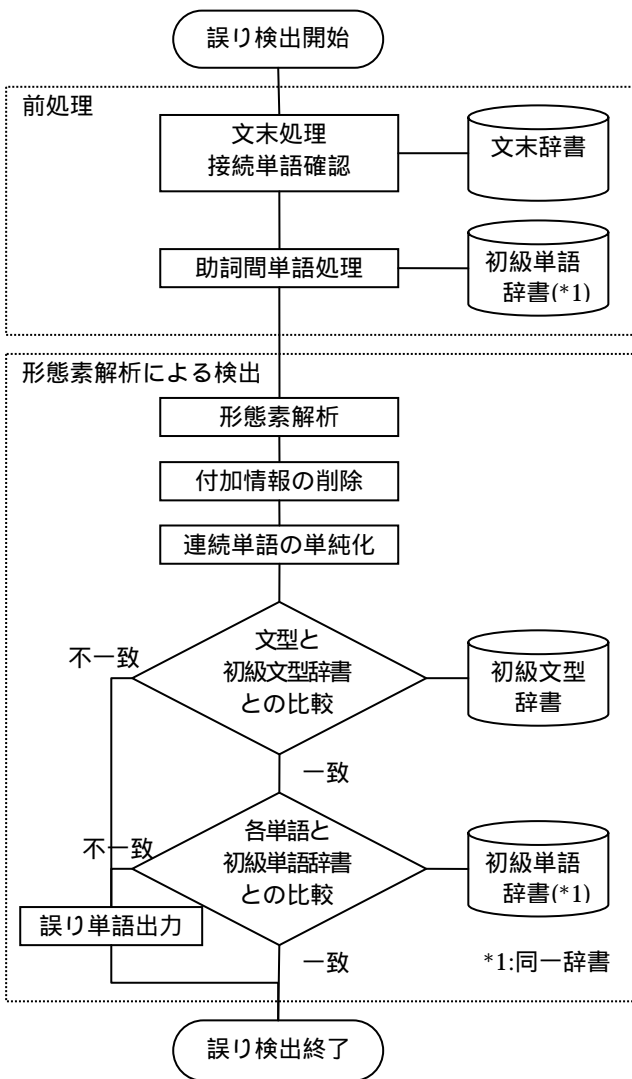 誤り検出開始
前処理
文末処理
接続単語確認
文末辞書
助詞間単語処理
初級単語
辞書(*1)
形態素解析による検出
形態素解析
付加情報の削除
連続単語の単純化
不一致
文型と
初級文型辞書
との比較
初級文型
辞書
一致
不一致
各単語と
初級単語辞書
との比較
初級単語
辞書(*1)
誤り単語出力
一致
*1:同一辞書
誤り検出終了